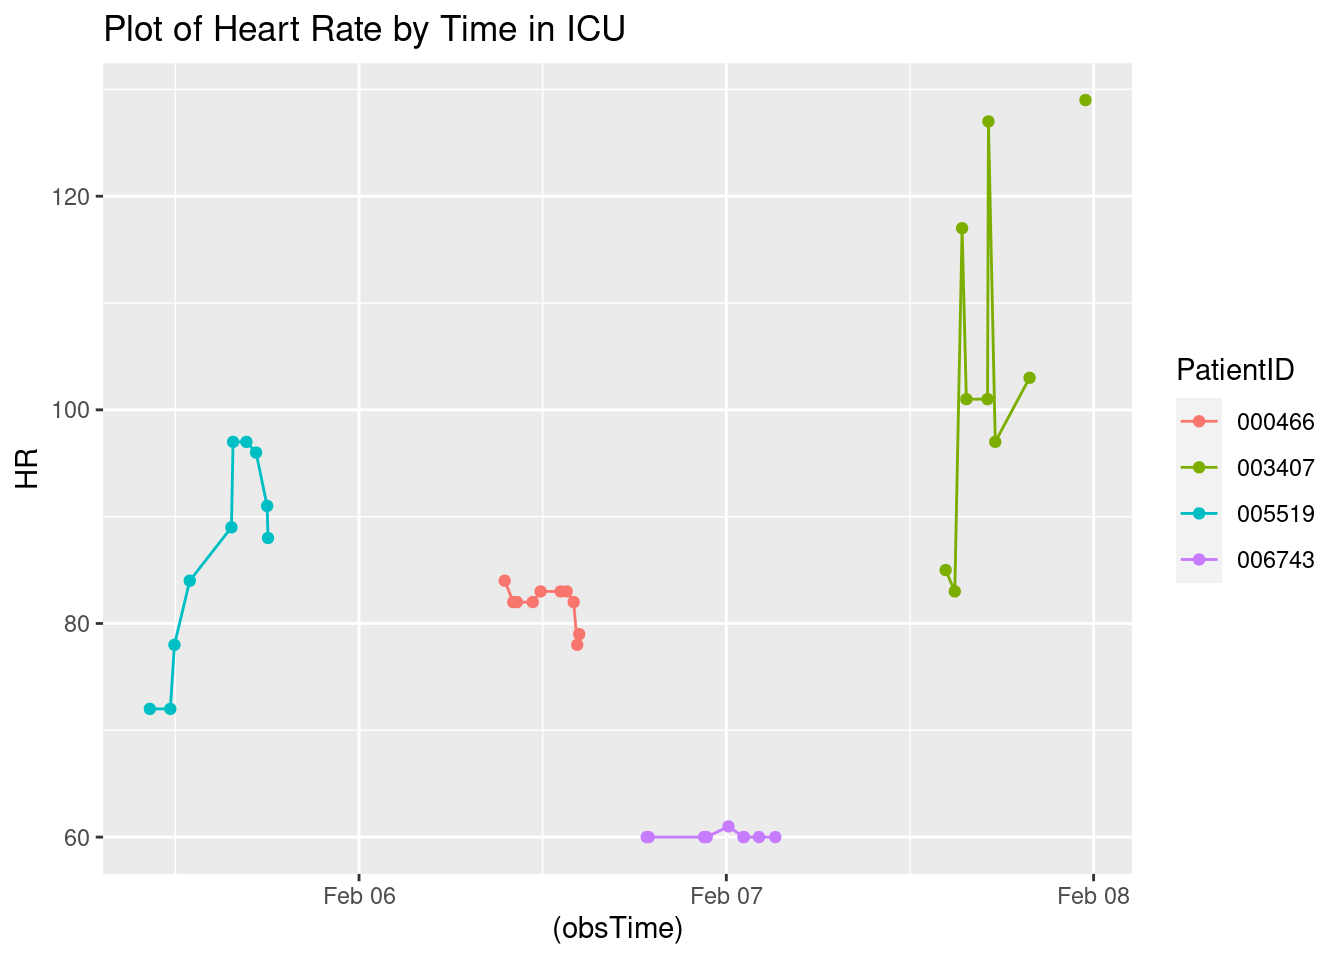 Plot of Heart Rate by Time in ICU
HR
120
100
80
60
Feb 06
Feb 07
Feb 08
(obsTime)
PatientID
000466
003407
005519
006743